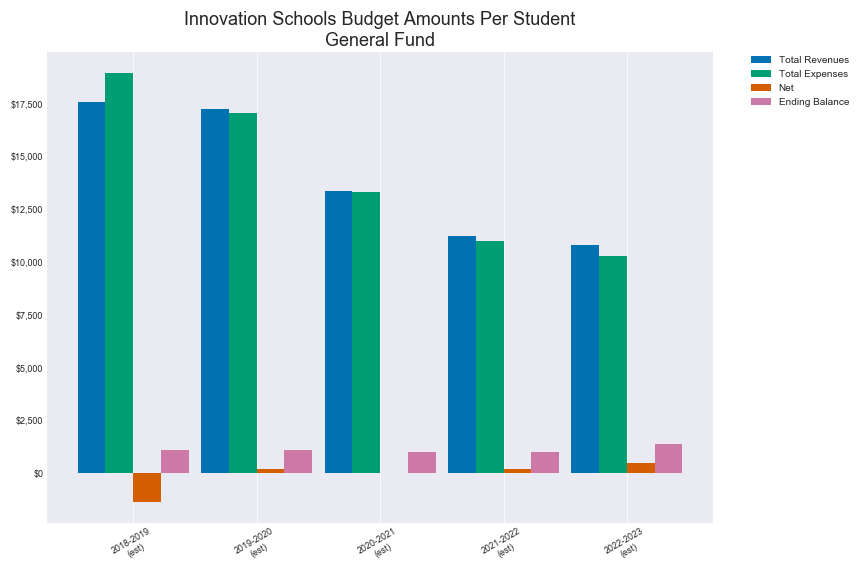 Innovation Schools Budget Amounts Per Student
General Fund
Total Revenues
Total Expenses
Net
Ending Balance
$17,500
$15,000
$12,500
$10,000
$7,500
$5,000
$2,500
$0
2018-2019
(est)
2019-2020
(est)
2020-2021
(est)
2021-2022
(est)
2022-2023
(est)